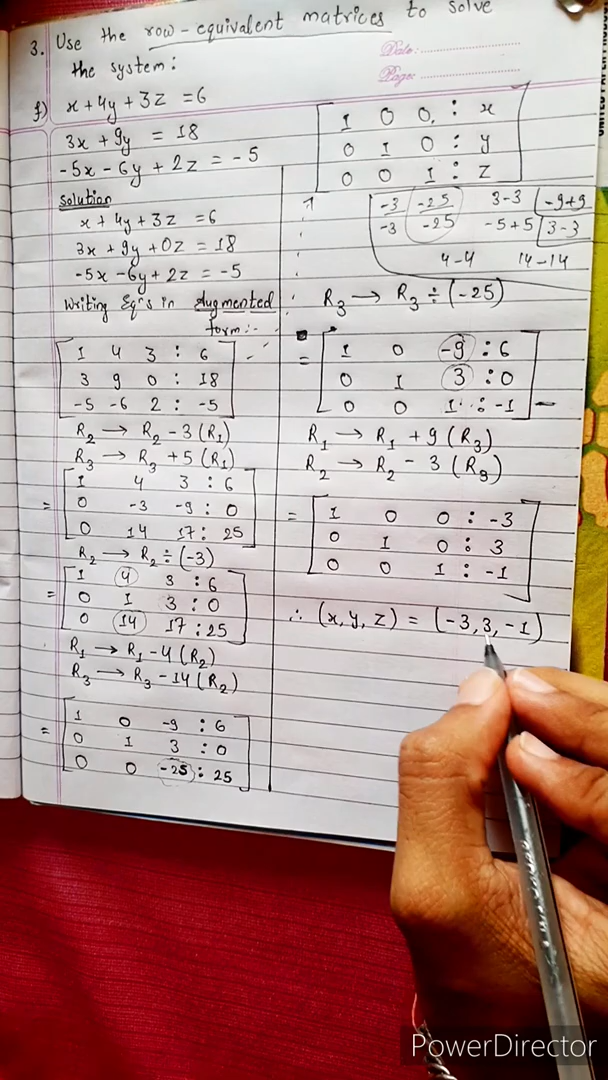 3. Use the row-equivalent matrices to solve
the system:
Date:
Page:
f) x + 4y + 3z = 6
3x + 9y = 18
-5x - 6y + 2z = -5
Solution
x + 4y + 3z = 6
3x + 9y + 0z = 18
-5x - 6y + 2z = -5
Writing Eqns in Augmented
form:-
1 4 3 : 6
3 9 0 : 18
-5 -6 2 : -5
R2 → R2 - 3(R1)
R3 → R3 + 5(R1)
= 1 4 3 : 6
0 -3 -9 : 0
0 14 17 : 25
R2 → R2 ÷ (-3)
= 1 4 3 : 6
0 1 3 : 0
0 14 17 : 25
R1 → R1 - 4(R2)
R3 → R3 - 14(R2)
= 1 0 -9 : 6
0 1 3 : 0
0 0 -25 : 25
1 0 0 : x
0 1 0 : y
0 0 1 : z
-3 -25 3-3 -9+9
-3 -25 -5+5 3-3
4-4 14-14
R3 → R3 ÷ (-25)
= 1 0 -9 : 6
0 1 3 : 0
0 0 1 : -1
R1 → R1 + 9(R3)
R2 → R2 - 3(R3)
= 1 0 0 : -3
0 1 0 : 3
0 0 1 : -1
∴ (x, y, z) = (-3, 3, -1)
PowerDirector